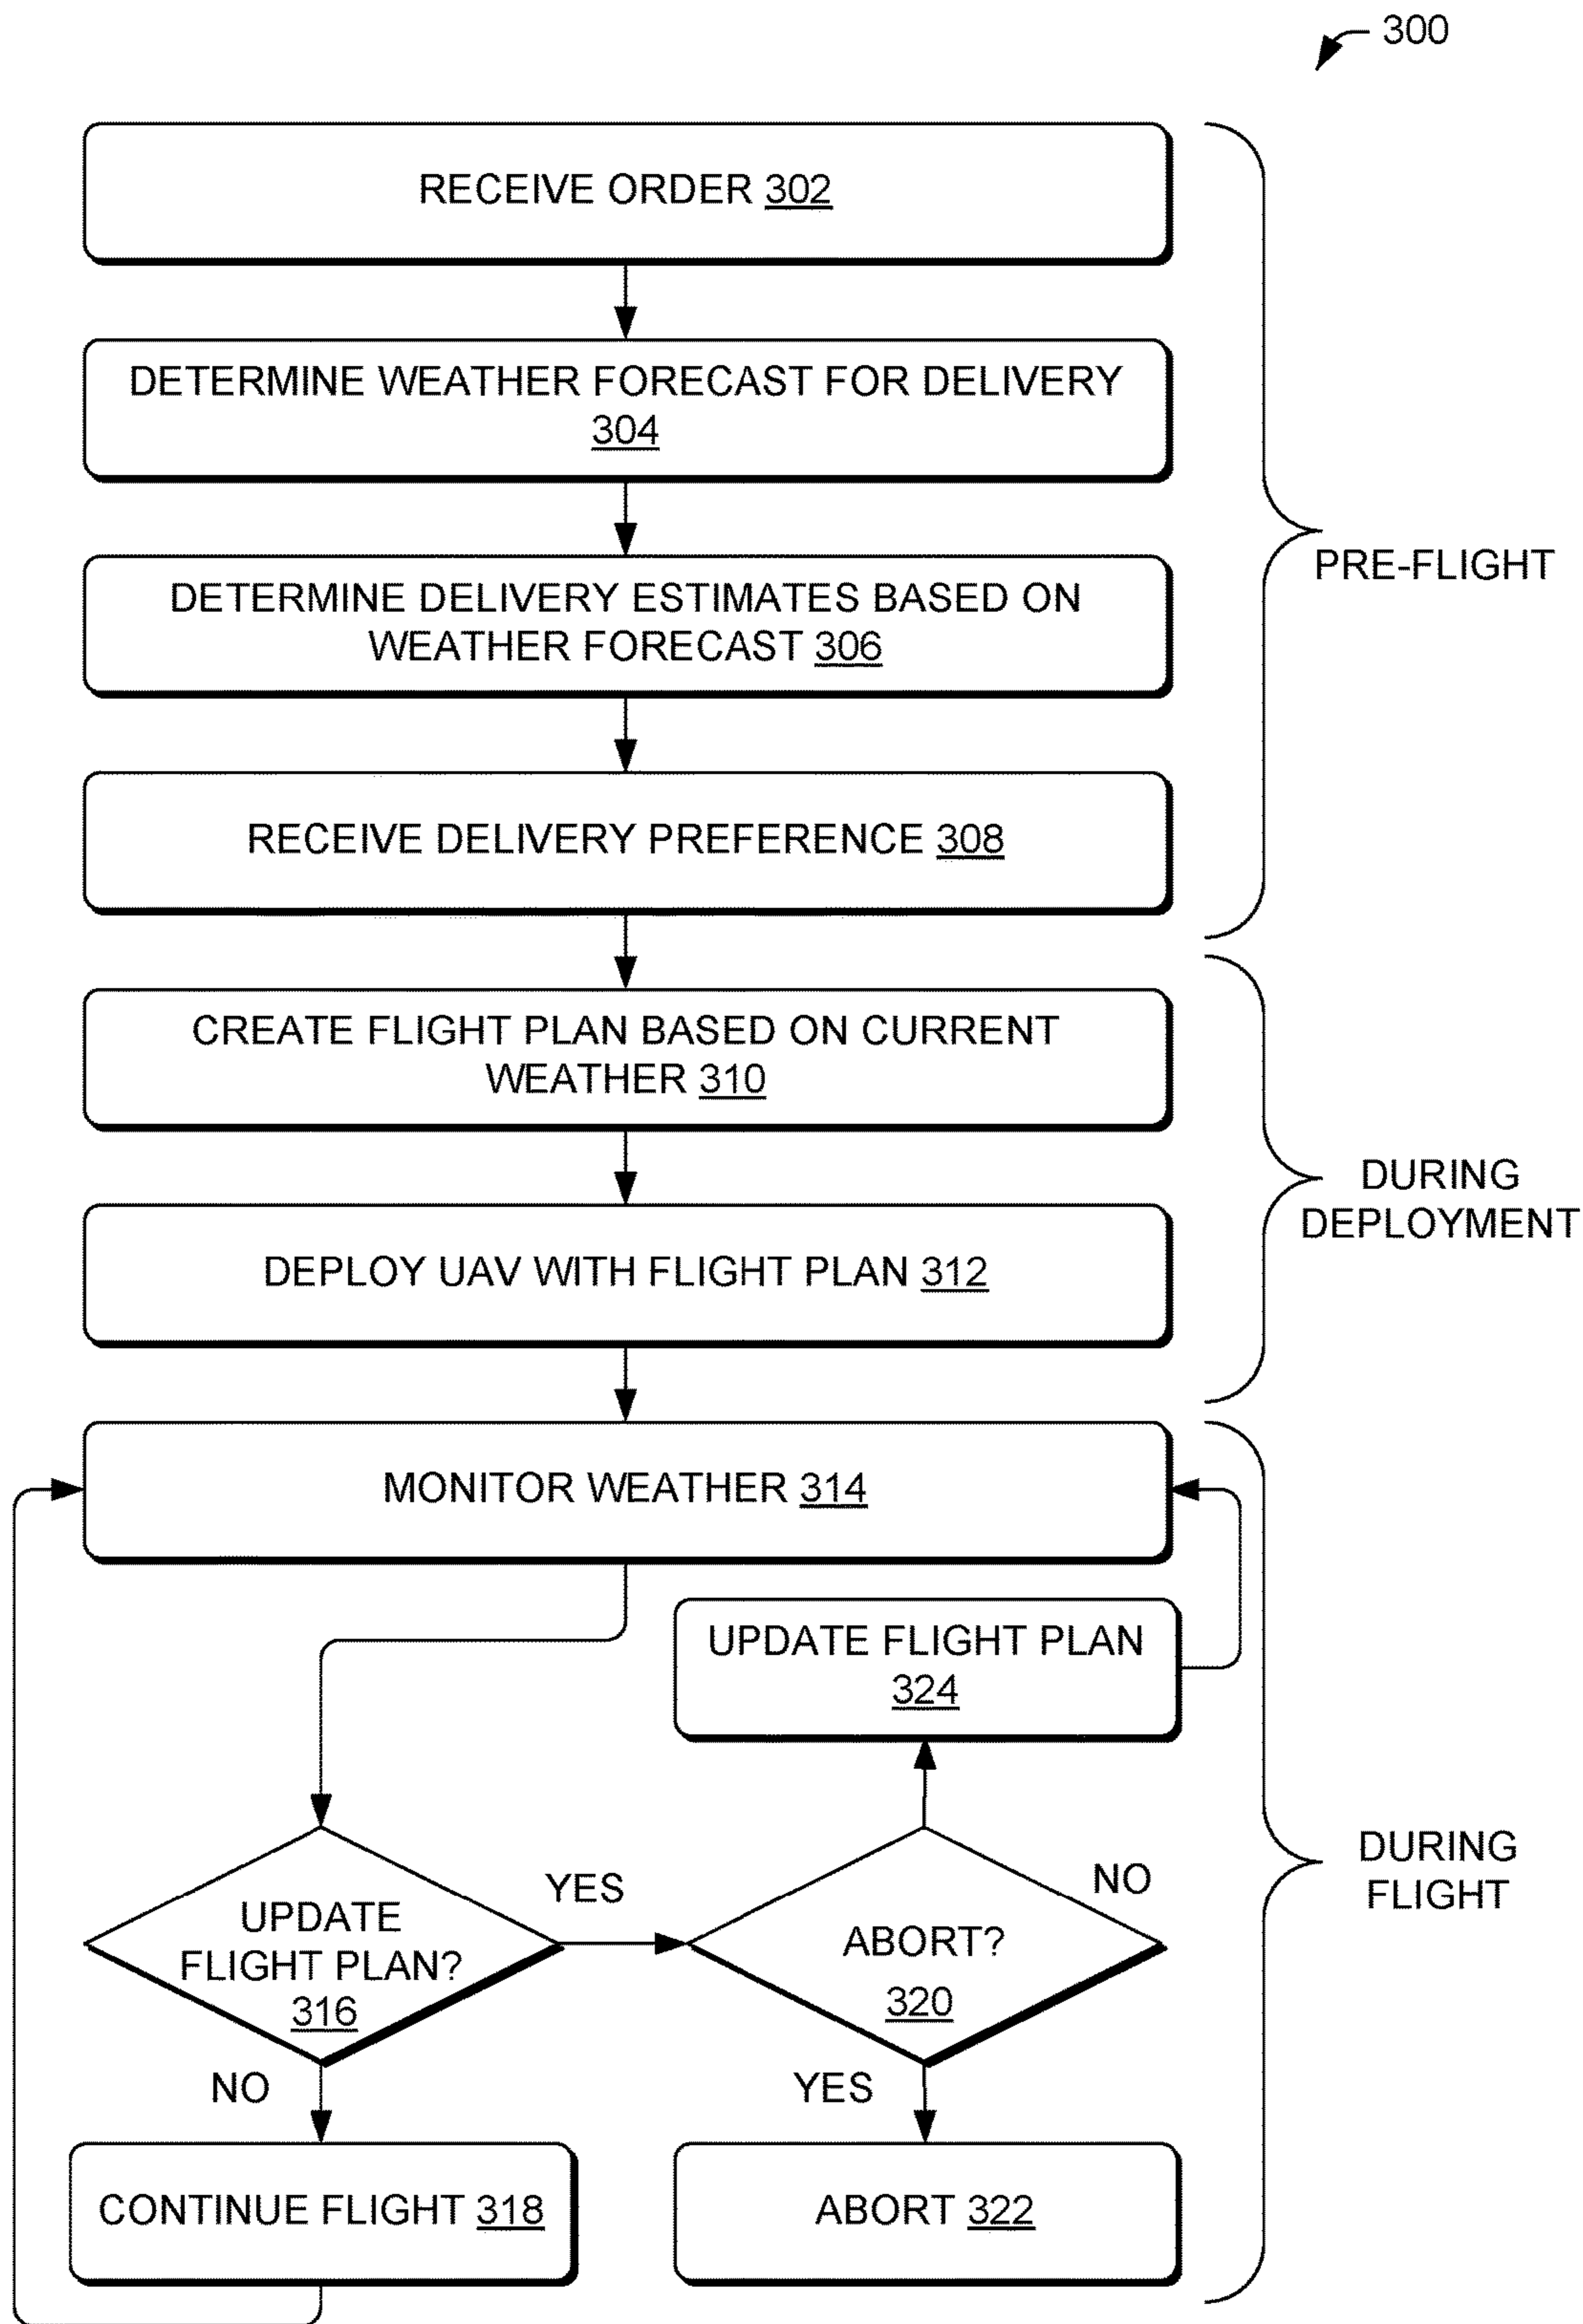 300
RECEIVE ORDER 302
DETERMINE WEATHER FORECAST FOR DELIVERY
304
DETERMINE DELIVERY ESTIMATES BASED ON
WEATHER FORECAST 306
PRE-FLIGHT
RECEIVE DELIVERY PREFERENCE 308
CREATE FLIGHT PLAN BASED ON CURRENT
WEATHER 310
DURING
DEPLOYMENT
DEPLOY UAV WITH FLIGHT PLAN 312
MONITOR WEATHER 314
UPDATE FLIGHT PLAN
324
DURING
FLIGHT
UPDATE
FLIGHT PLAN?
316
YES
ABORT?
320
NO
NO
YES
CONTINUE FLIGHT 318
ABORT 322